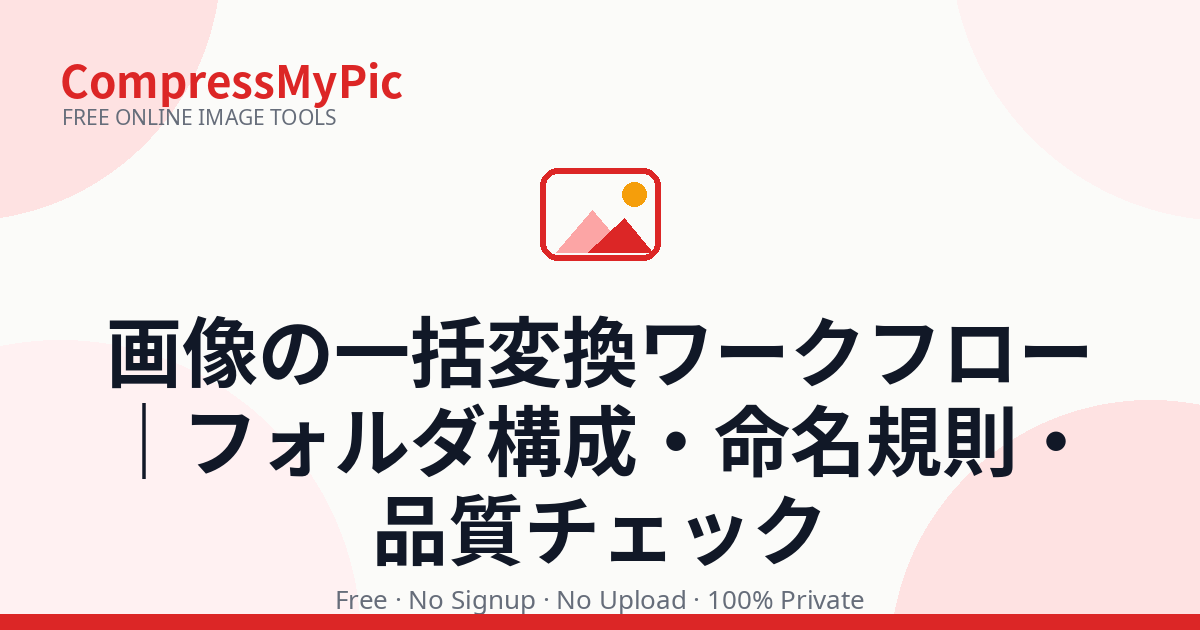 CompressMyPic
FREE ONLINE IMAGE TOOLS
画像の一括変換ワークフロー
｜フォルダ構成・命名規則・
品質チェック
Free · No Signup · No Upload · 100% Private